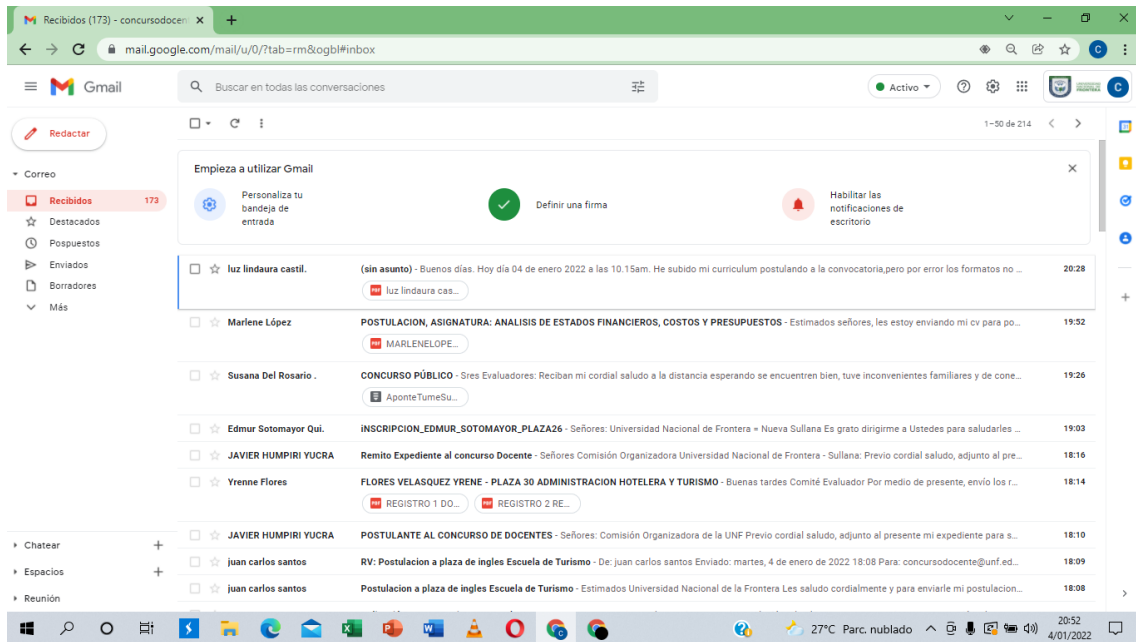 Recibidos (173) - concursodocen
mail.google.com/mail/u/0/?tab=rm&ogbl#inbox
C
Gmail
Buscar en todas las conversaciones
Activo
FRONTERA
C
Redactar
1–50 de 214
Correo
Recibidos 173
Destacados
Pospuestos
Enviados
Borradores
Más
Empieza a utilizar Gmail
Personaliza tu
bandeja de
entrada
Definir una firma
Habilitar las
notificaciones de
escritorio
luz lindaura castil. (sin asunto) - Buenos días. Hoy día 04 de enero 2022 a las 10.15am. He subido mi curriculum postulando a la convocatoria,pero por error los formatos no ... 20:28
PDF luz lindaura cas...
Marlene López POSTULACION, ASIGNATURA: ANALISIS DE ESTADOS FINANCIEROS, COSTOS Y PRESUPUESTOS - Estimados señores, les estoy enviando mi cv para po... 19:52
PDF MARLENELOPE...
Susana Del Rosario . CONCURSO PÚBLICO - Sres Evaluadores: Reciban mi cordial saludo a la distancia esperando se encuentren bien, tuve inconvenientes familiares y de cone... 19:26
AponteTumeSu...
Edmur Sotomayor Qui. iNSCRIPCION_EDMUR_SOTOMAYOR_PLAZA26 - Señores: Universidad Nacional de Frontera = Nueva Sullana Es grato dirigirme a Ustedes para saludarles ... 19:03
JAVIER HUMPIRI YUCRA Remito Expediente al concurso Docente - Señores Comisión Organizadora Universidad Nacional de Frontera - Sullana: Previo cordial saludo, adjunto al pre... 18:16
Yrenne Flores FLORES VELASQUEZ YRENE - PLAZA 30 ADMINISTRACION HOTELERA Y TURISMO - Buenas tardes Comité Evaluador Por medio de presente, envío los r... 18:14
PDF REGISTRO 1 DO... PDF REGISTRO 2 RE...
JAVIER HUMPIRI YUCRA POSTULANTE AL CONCURSO DE DOCENTES - Señores: Comisión Organizadora de la UNF Previo cordial saludo, adjunto al presente mi expediente para s... 18:10
juan carlos santos RV: Postulacion a plaza de ingles Escuela de Turismo - De: juan carlos santos Enviado: martes, 4 de enero de 2022 18:08 Para: concursodocente@unf.ed... 18:09
juan carlos santos Postulacion a plaza de ingles Escuela de Turismo - Estimados Universidad Nacional de la Frontera Les saludo cordialmente y para enviarle mi postulacion... 18:08
Chatear
Espacios
Reunión
27°C Parc. nublado
20:52
4/01/2022